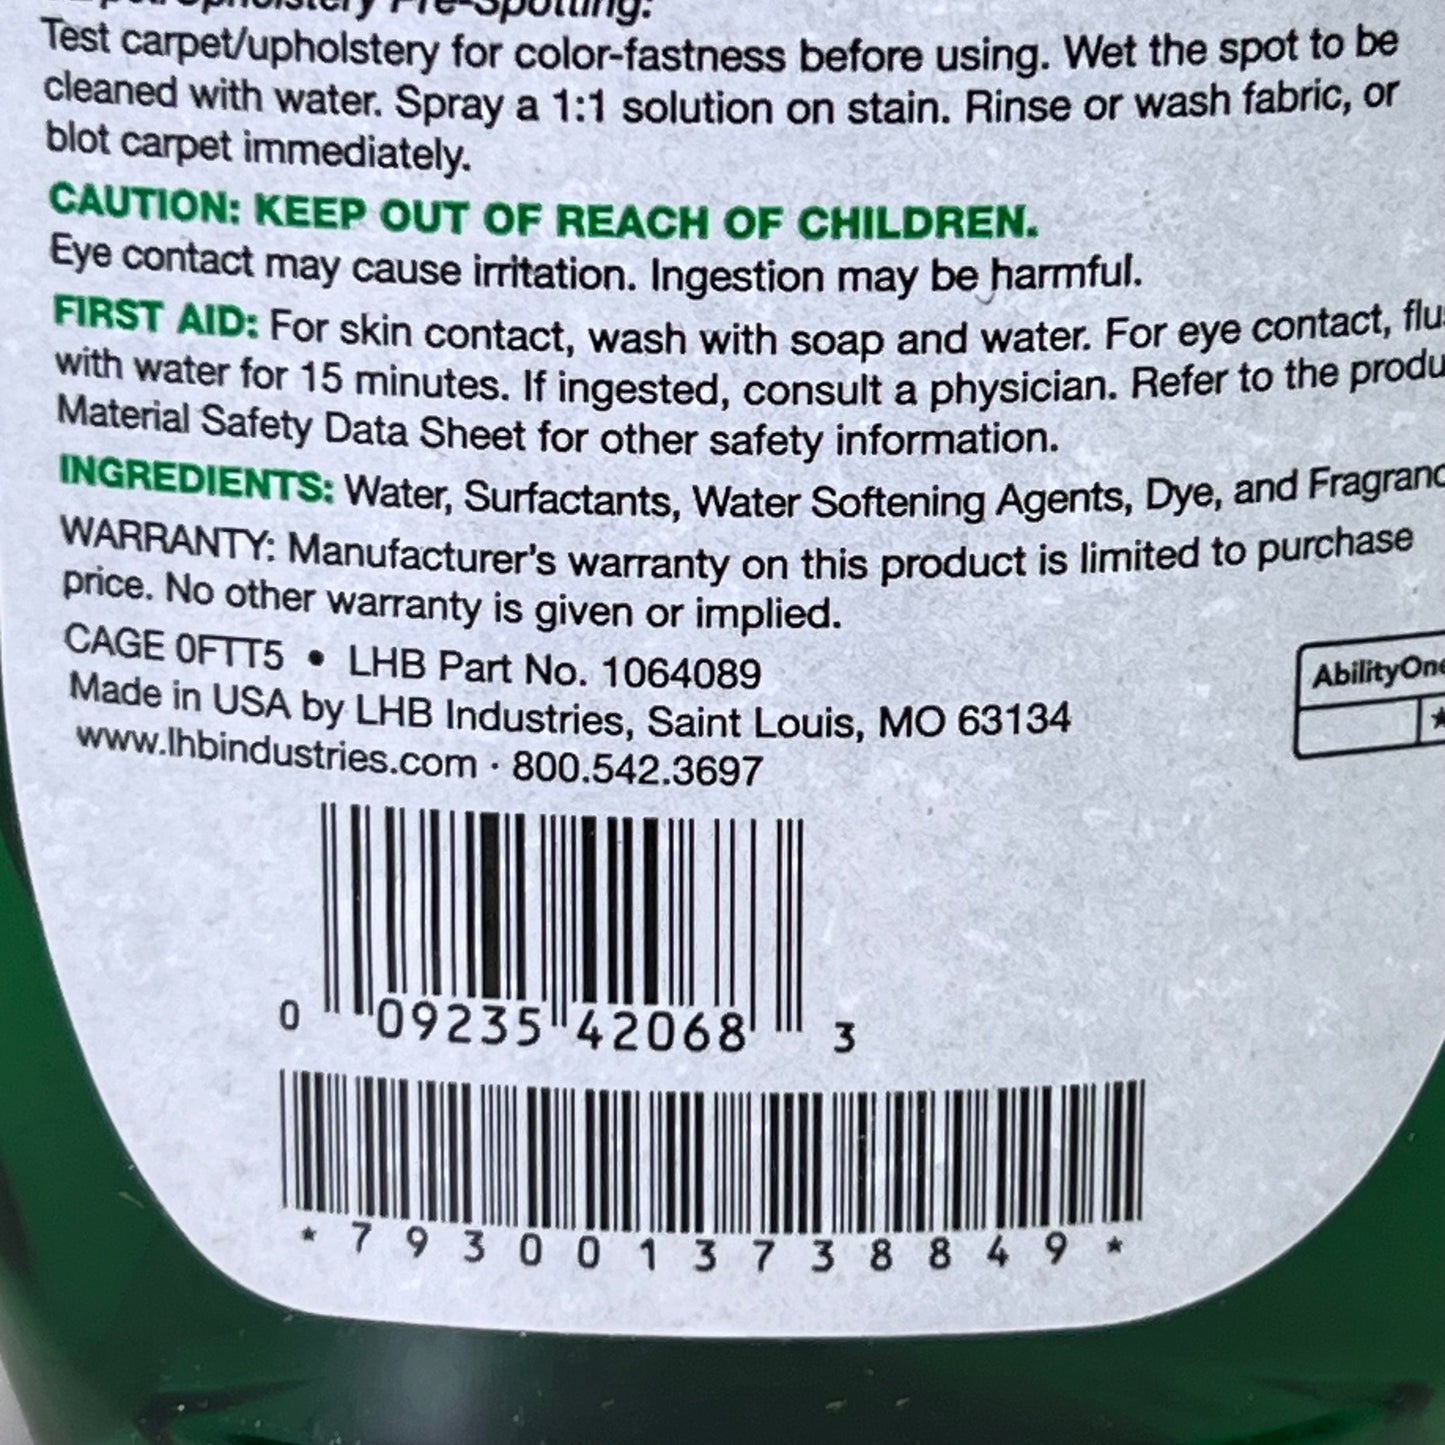 Pre-Spotting:
Test carpet/upholstery for color-fastness before using. Wet the spot to be
cleaned with water. Spray a 1:1 solution on stain. Rinse or wash fabric, or
blot carpet immediately.
CAUTION: KEEP OUT OF REACH OF CHILDREN.
Eye contact may cause irritation. Ingestion may be harmful.
FIRST AID: For skin contact, wash with soap and water. For eye contact,
with water for 15 minutes. If ingested, consult a physician. Refer to the
Material Safety Data Sheet for other safety information.
INGREDIENTS: Water, Surfactants, Water Softening Agents, Dye, and
WARRANTY: Manufacturer's warranty on this product is limited to purchase
price. No other warranty is given or implied.
CAGE 0FTT5 • LHB Part No. 1064089
Made in USA by LHB Industries, Saint Louis, MO 63134
www.lhbindustries.com · 800.542.3697
AbilityOne
0 09235 42068 3
*793001373 8849*